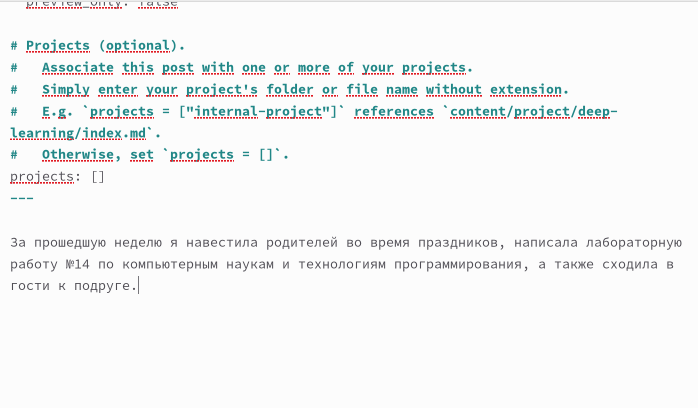 preview_only: false
# Projects (optional).
#   Associate this post with one or more of your projects.
#   Simply enter your project's folder or file name without extension.
#   E.g. `projects = ["internal-project"]` references `content/project/deep-
learning/index.md`.
#   Otherwise, set `projects = []`.
projects: []
---
За прошедшую неделю я навестила родителей во время праздников, написала лабораторную
работу №14 по компьютерным наукам и технологиям программирования, а также сходила в
гости к подруге.